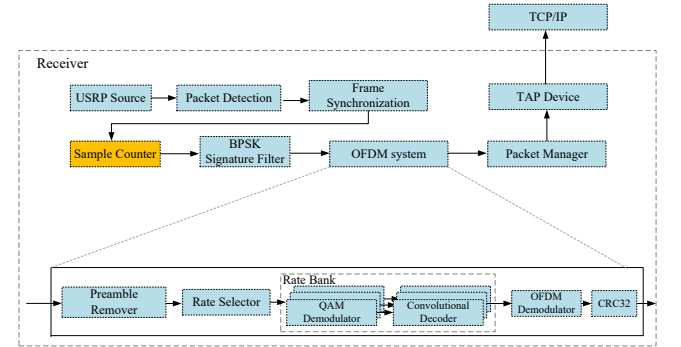 TCP/IP
Receiver
USRP Source
Packet Detection
Frame
Synchronization
TAP Device
Sample Counter
BPSK
Signature Filter
OFDM system
Packet Manager
Rate Bank
Preamble
Remover
Rate Selector
QAM
Demodulator
Convolutional
Decoder
OFDM
Demodulator
CRC32